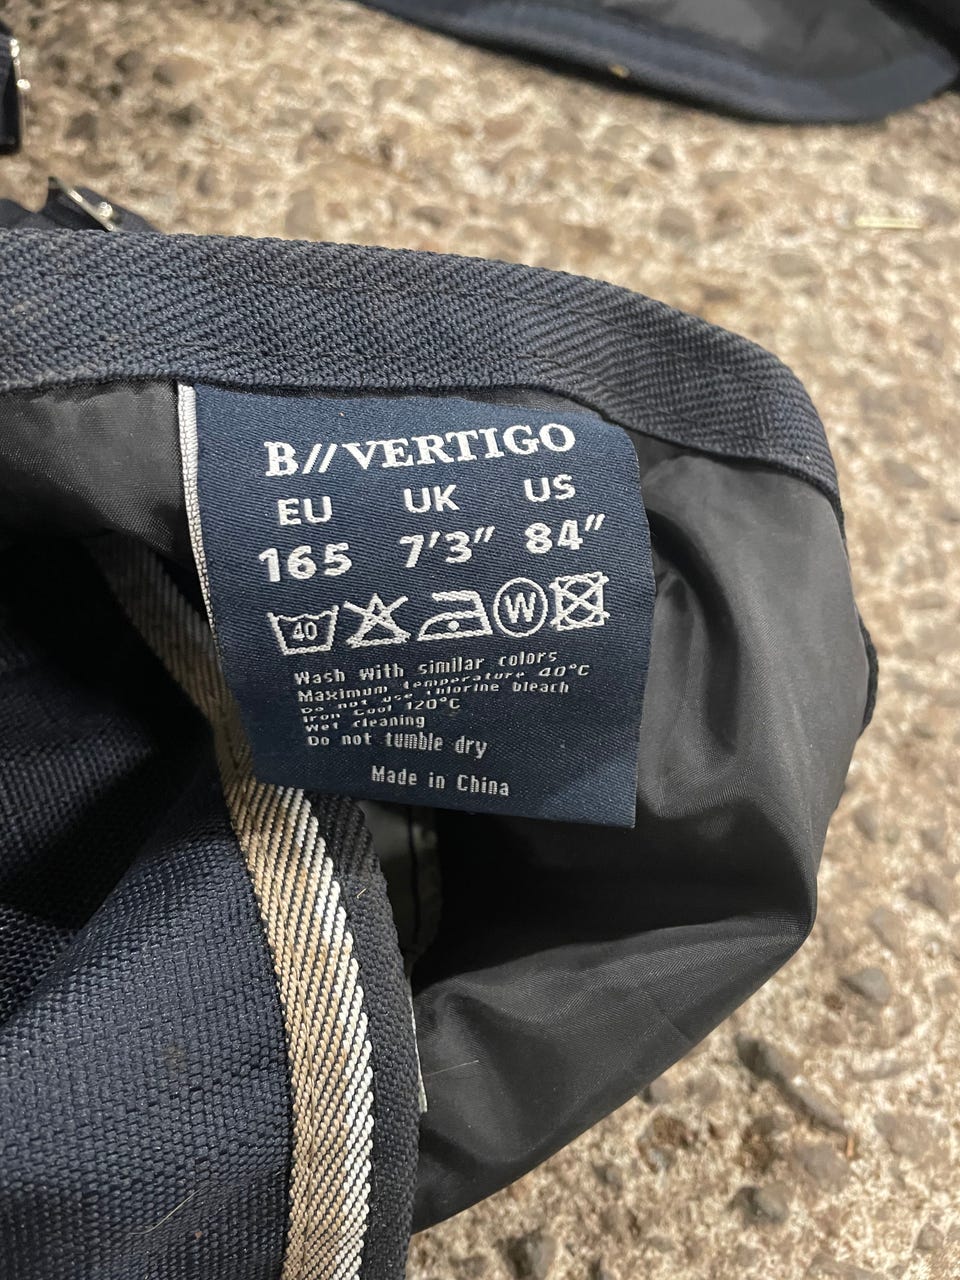 B//VERTIGO
EU UK US
165 7'3" 84"
40 W
Wash with similar colors
Maximum temperature 40°C
Do not use chlorine bleach
Iron Cool 120°C
Wet cleaning
Do not tumble dry
Made in China